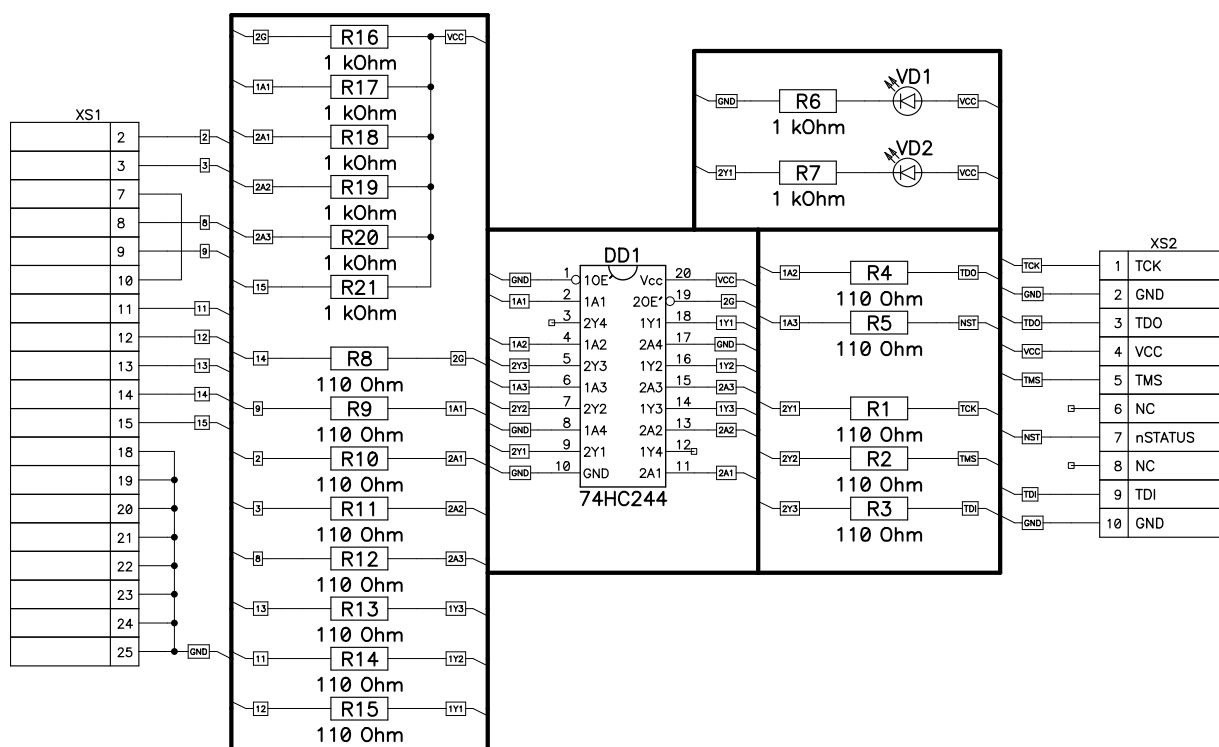 XS1
2 2
3 3
7
8 8
9 9
10
11 11
12 12
13 13
14 14
15 15
18
19
20
21
22
23
24
25 GND
2G R16 VCC
1 kOhm
1A1 R17
1 kOhm
2A1 R18
1 kOhm
2A2 R19
1 kOhm
2A3 R20
1 kOhm
15 R21
1 kOhm
14 R8 2G
110 Ohm
9 R9 1A1
110 Ohm
2 R10 2A1
110 Ohm
3 R11 2A2
110 Ohm
8 R12 2A3
110 Ohm
13 R13 1Y3
110 Ohm
11 R14 1Y2
110 Ohm
12 R15 1Y1
110 Ohm
DD1
GND 1 1OE' Vcc 20 VCC
1A1 2 1A1 2OE' 19 2G
3 2Y4 1Y1 18 1Y1
1A2 4 1A2 2A4 17 GND
2Y3 5 2Y3 1Y2 16 1Y2
1A3 6 1A3 2A3 15 2A3
2Y2 7 2Y2 1Y3 14 1Y3
GND 8 1A4 2A2 13 2A2
2Y1 9 2Y1 1Y4 12
GND 10 GND 2A1 11 2A1
74HC244
VD1
GND R6 VCC
1 kOhm
VD2
2Y1 R7 VCC
1 kOhm
1A2 R4 TDO
110 Ohm
1A3 R5 NST
110 Ohm
2Y1 R1 TCK
110 Ohm
2Y2 R2 TMS
110 Ohm
2Y3 R3 TDI
110 Ohm
XS2
TCK 1 TCK
GND 2 GND
TDO 3 TDO
VCC 4 VCC
TMS 5 TMS
6 NC
NST 7 nSTATUS
8 NC
TDI 9 TDI
GND 10 GND